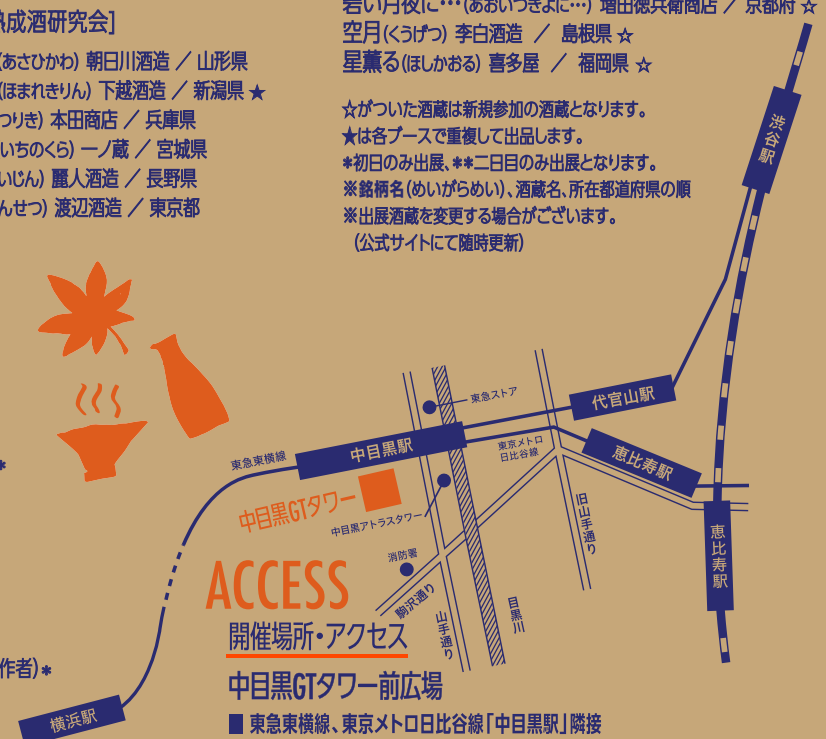 熟成酒研究会]
(あさひかわ) 朝日川酒造 ／ 山形県
(ほまれきりん) 下越酒造 ／ 新潟県 ★
つりき) 本田商店 ／ 兵庫県
いちのくら) 一ノ蔵 ／ 宮城県
いじん) 麗人酒造 ／ 長野県
んせつ) 渡辺酒造 ／ 東京都
碧い月夜に…(あおいつきよに…) 増田德兵衛商店 ／ 京都府 ☆
空月(くうげつ) 李白酒造 ／ 島根県 ☆
星薫る(ほしかおる) 喜多屋 ／ 福岡県 ☆
☆がついた酒蔵は新規参加の酒蔵となります。
★は各ブースで重複して出品します。
*初日のみ出展、**二日目のみ出展となります。
※銘柄名(めいがらめい)、酒蔵名、所在都道府県の順
※出展酒蔵を変更する場合がございます。
(公式サイトにて随時更新)
渋谷駅
東急ストア
代官山駅
中目黒駅
東京メトロ
日比谷線
恵比寿駅
東急東横線
中目黒GTタワー
中目黒アトラスタワー
旧山手通り
恵比寿駅
消防署
駒沢通り
山手通り
目黒川
*
ACCESS
開催場所・アクセス
作者)*
中目黒GTタワー前広場
横浜駅
■ 東急東横線、東京メトロ日比谷線「中目黒駅」隣接